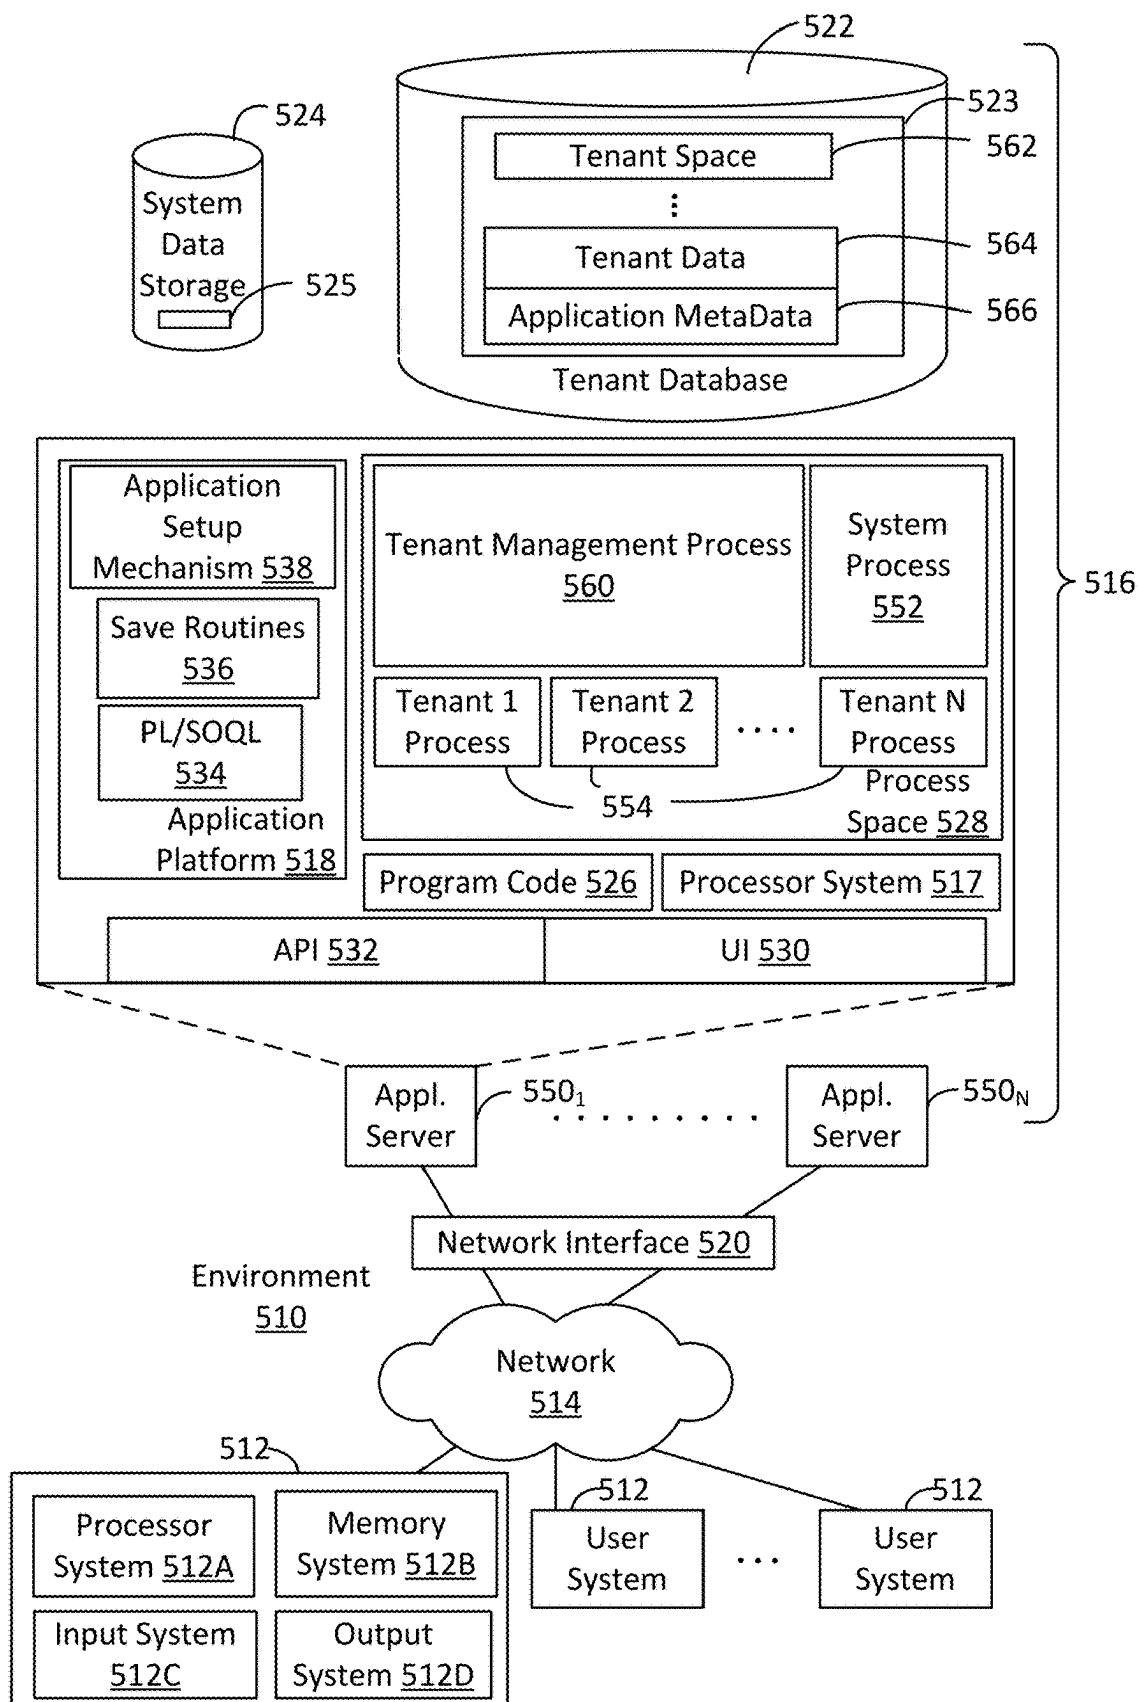 522
523
524
Tenant Space
562
System
Data
Storage
525
Tenant Data
564
Application MetaData
566
Tenant Database
Application
Setup
Mechanism 538
Tenant Management Process
560
System
Process
552
516
Save Routines
536
Tenant 1
Process
Tenant 2
Process
. . . .
Tenant N
Process
PL/SOQL
534
554
Process
Space 528
Application
Platform 518
Program Code 526
Processor System 517
API 532
UI 530
Appl.
Server
550₁
. . . . . . . . .
Appl.
Server
550N
Network Interface 520
Environment
510
Network
514
512
Processor
System 512A
Memory
System 512B
Input System
512C
Output
System 512D
512
User
System
. . .
512
User
System